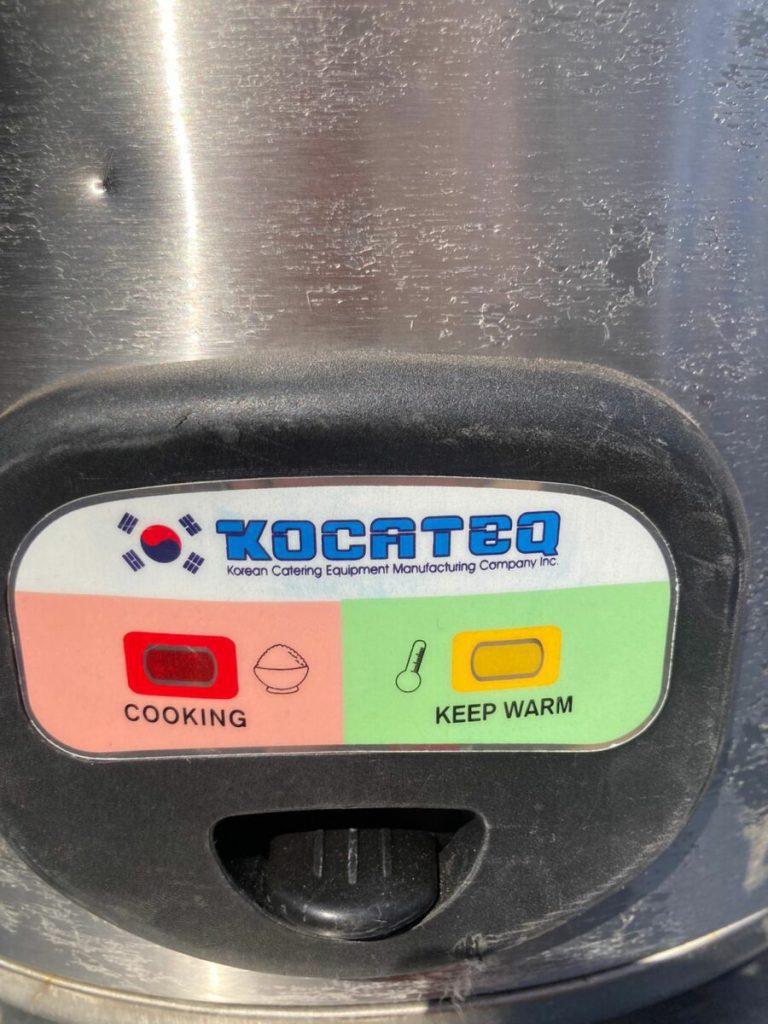 KOCATEQ
Korean Catering Equipment Manufacturing Company Inc.
COOKING
KEEP WARM